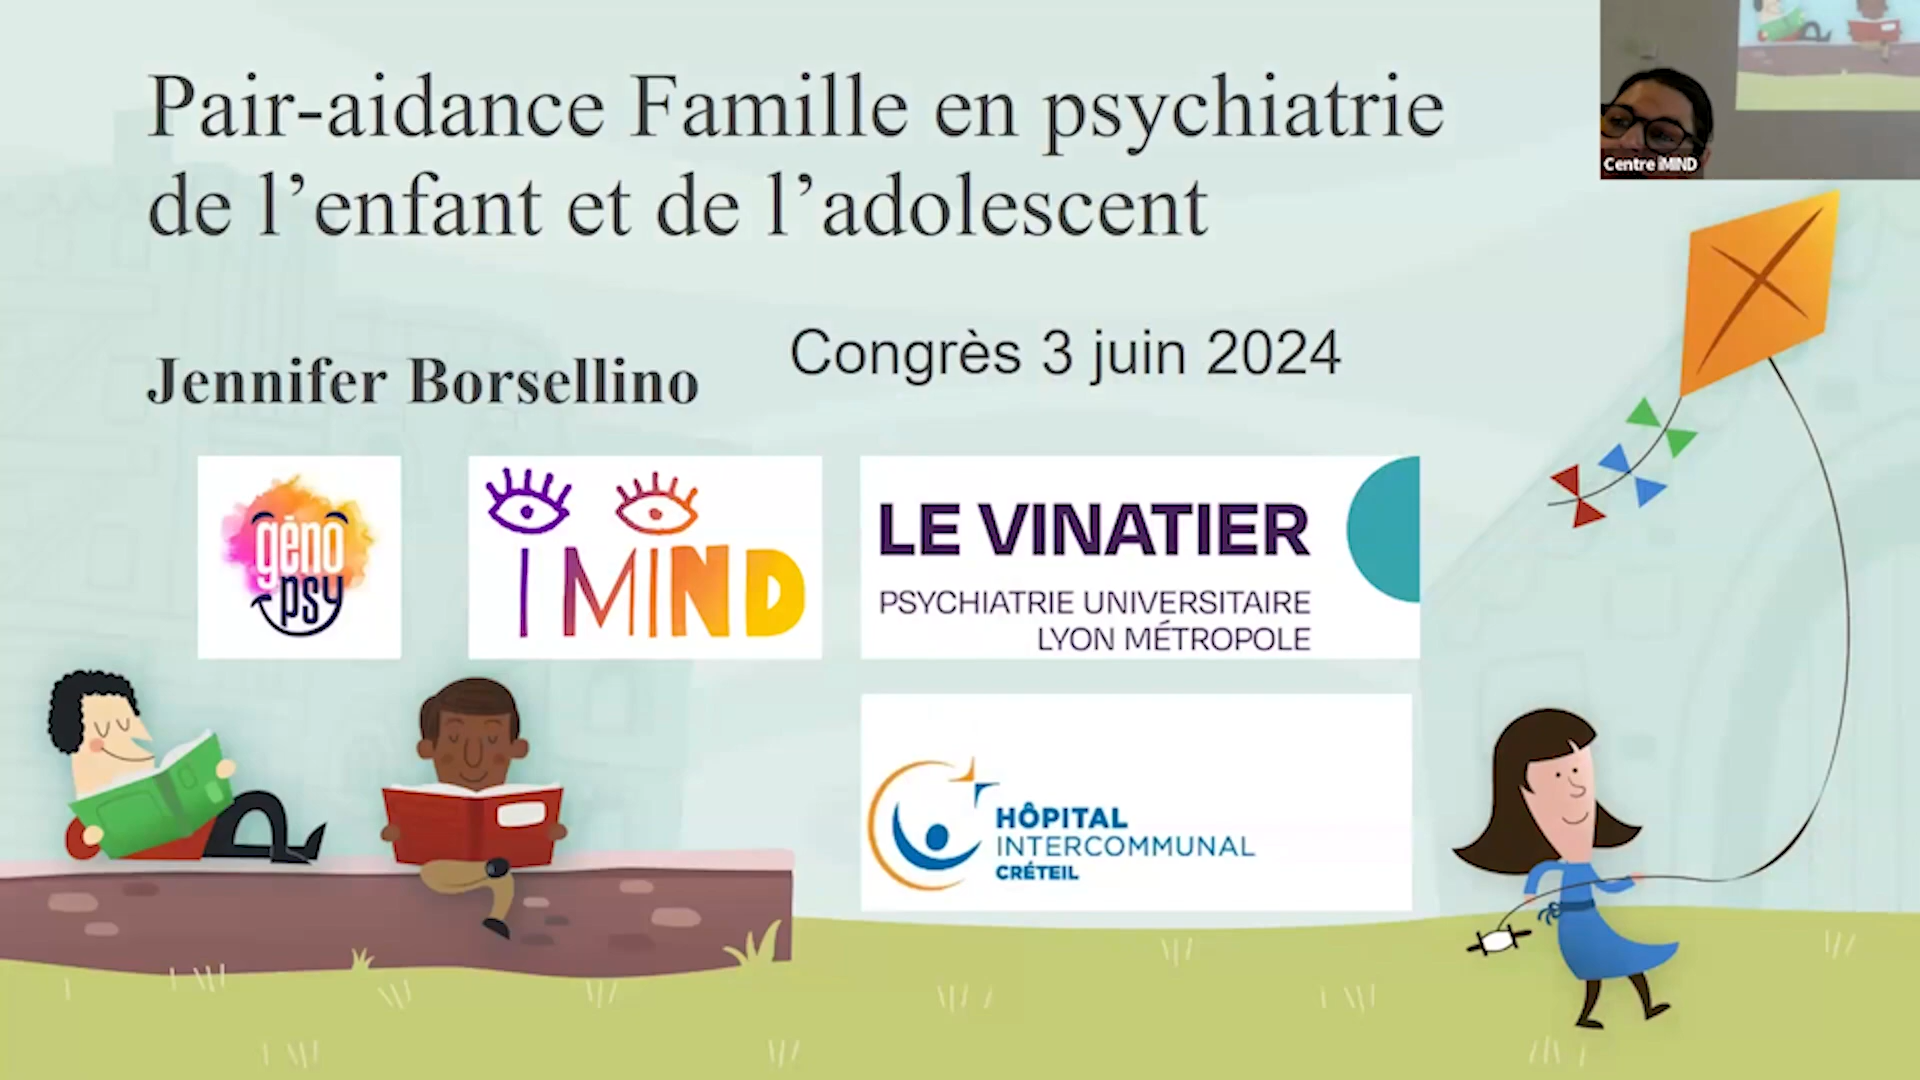 Pair-aidance Famille en psychiatrie
de l’enfant et de l’adolescent
Centre iMIND
Congrès 3 juin 2024
Jennifer Borsellino
géno
psy
I MIND
LE VINATIER
PSYCHIATRIE UNIVERSITAIRE
LYON MÉTROPOLE
HÔPITAL
INTERCOMMUNAL
CRÉTEIL